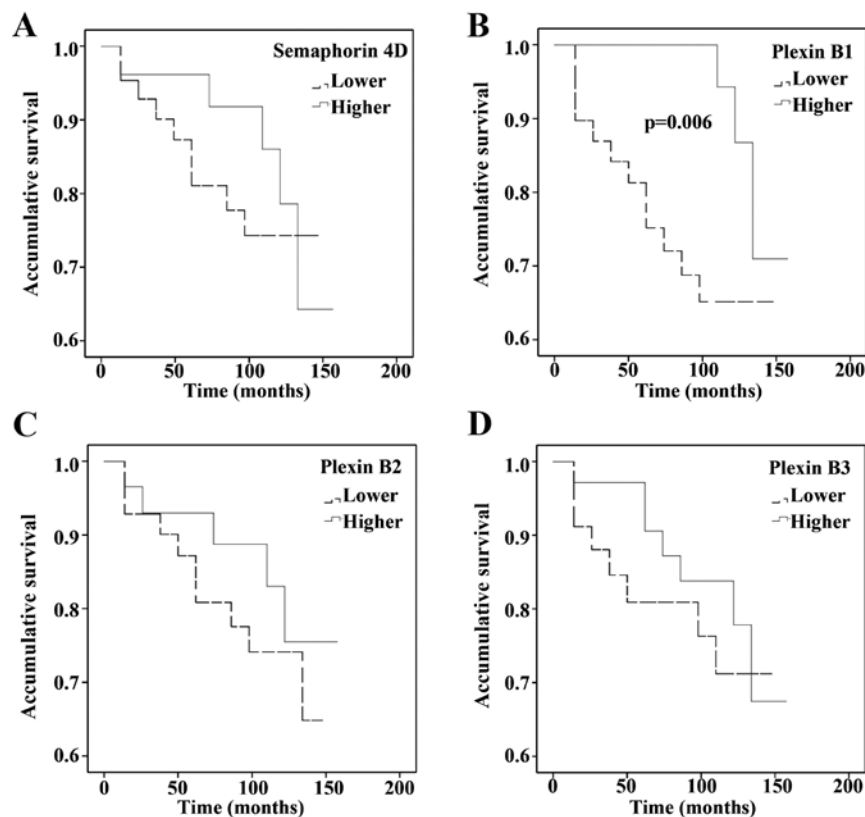 A
Accumulative survival
1.0
0.9
0.8
0.7
0.6
Semaphorin 4D
Lower
Higher
0 50 100 150 200
Time (months)
B
Accumulative survival
1.0
0.9
0.8
0.7
0.6
Plexin B1
Lower
Higher
p=0.006
0 50 100 150 200
Time (months)
C
Accumulative survival
1.0
0.9
0.8
0.7
0.6
Plexin B2
Lower
Higher
0 50 100 150 200
Time (months)
D
Accumulative survival
1.0
0.9
0.8
0.7
0.6
Plexin B3
Lower
Higher
0 50 100 150 200
Time (months)